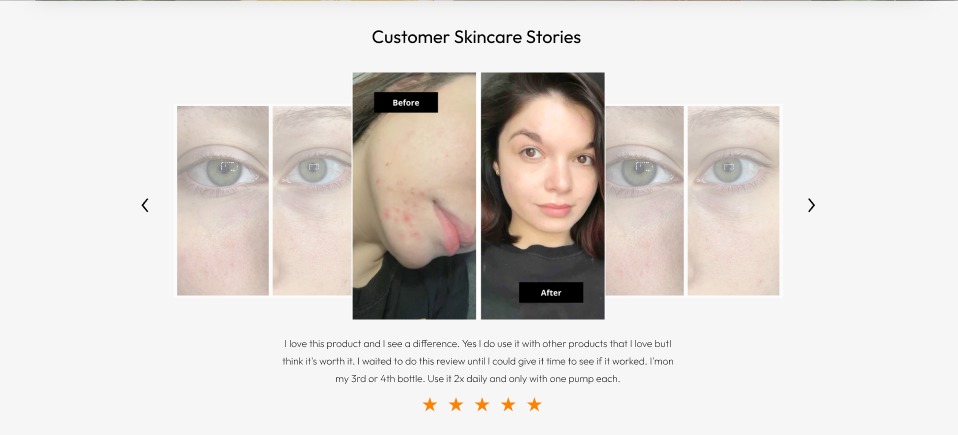 Customer Skincare Stories
Before
After
I love this product and I see a difference. Yes I do use it with other products that I love butI
think it's worth it. I waited to do this review until I could give it time to see if it worked. I'mon
my 3rd or 4th bottle. Use it 2x daily and only with one pump each.